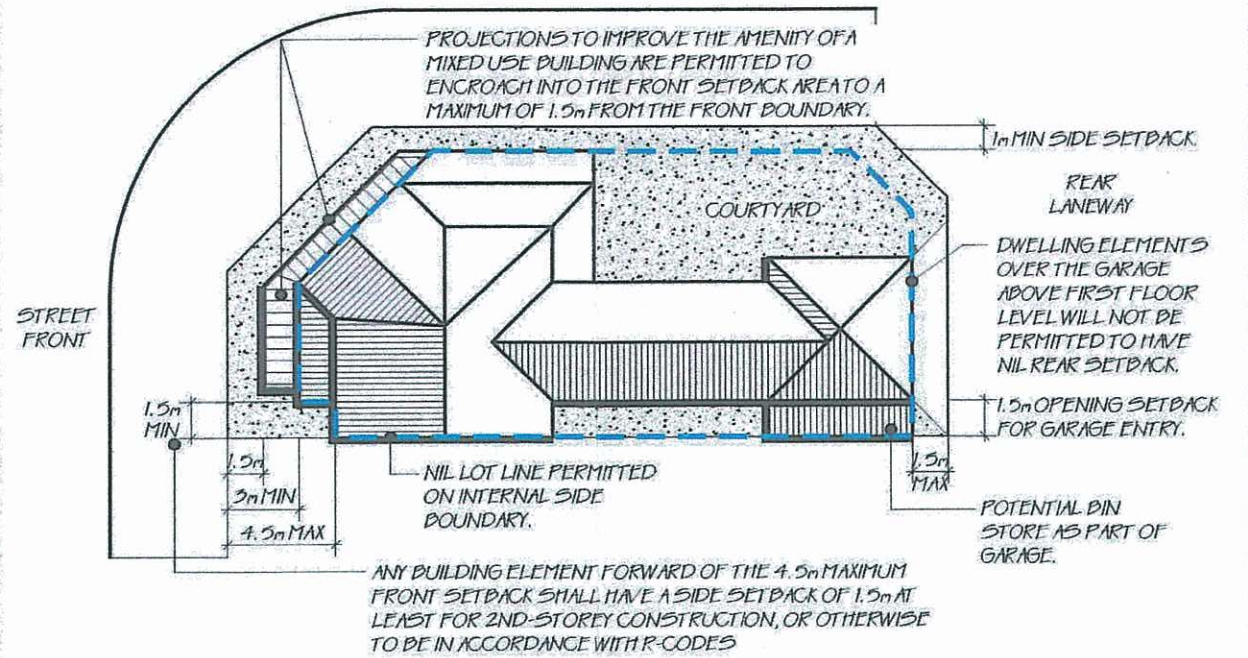 PROJECTIONS TO IMPROVE THE AMENITY OF A
MIXED USE BUILDING ARE PERMITTED TO
ENCROACH INTO THE FRONT SETBACK AREA TO A
MAXIMUM OF 1.5m FROM THE FRONT BOUNDARY.
1m MIN SIDE SETBACK
REAR
LANEWAY
COURTYARD
DWELLING ELEMENTS
OVER THE GARAGE
ABOVE FIRST FLOOR
LEVEL WILL NOT BE
PERMITTED TO HAVE
NIL REAR SETBACK.
STREET
FRONT
1.5m
MIN
1.5m OPENING SETBACK
FOR GARAGE ENTRY.
1.5m
3m MIN
4.5m MAX
NIL LOT LINE PERMITTED
ON INTERNAL SIDE
BOUNDARY.
1.5m
MAX
POTENTIAL BIN
STORE AS PART OF
GARAGE.
ANY BUILDING ELEMENT FORWARD OF THE 4.5m MAXIMUM
FRONT SETBACK SHALL HAVE A SIDE SETBACK OF 1.5m AT
LEAST FOR 2ND-STOREY CONSTRUCTION, OR OTHERWISE
TO BE IN ACCORDANCE WITH R-CODES